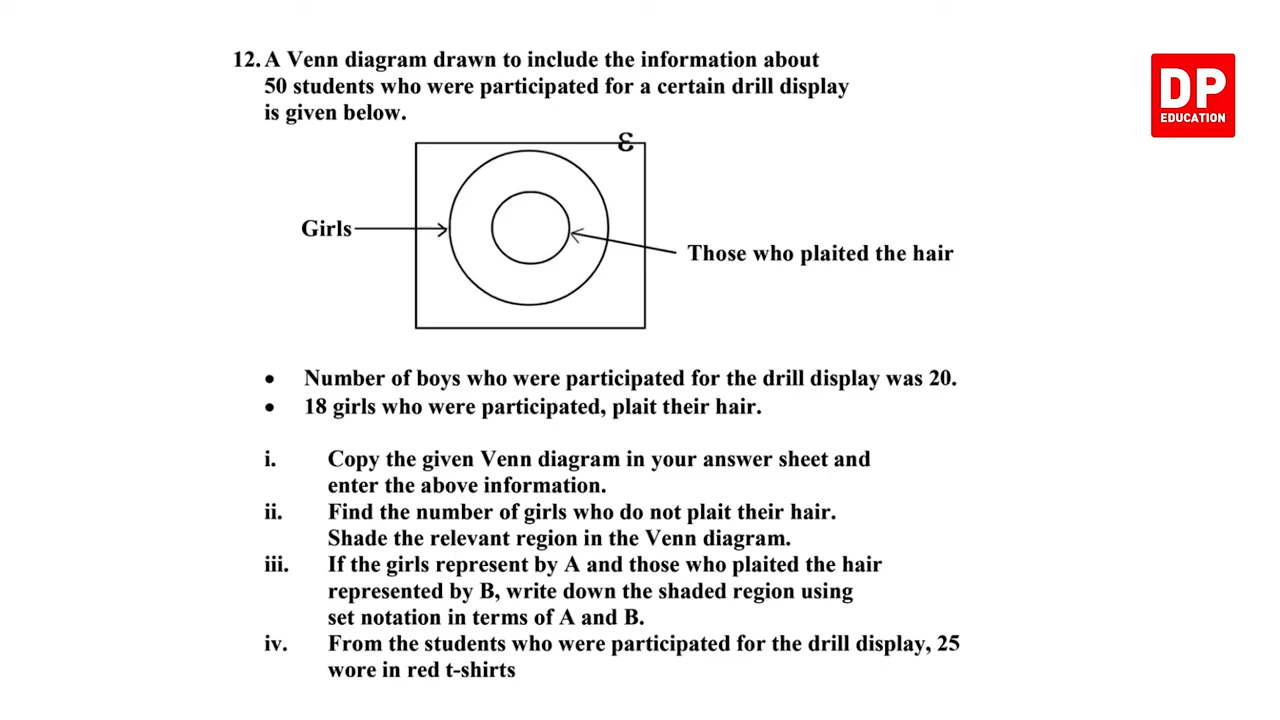 12. A Venn diagram drawn to include the information about
50 students who were participated for a certain drill display
is given below.
DP
EDUCATION
ε
Girls
Those who plaited the hair
• Number of boys who were participated for the drill display was 20.
• 18 girls who were participated, plait their hair.
i. Copy the given Venn diagram in your answer sheet and
enter the above information.
ii. Find the number of girls who do not plait their hair.
Shade the relevant region in the Venn diagram.
iii. If the girls represent by A and those who plaited the hair
represented by B, write down the shaded region using
set notation in terms of A and B.
iv. From the students who were participated for the drill display, 25
wore in red t-shirts